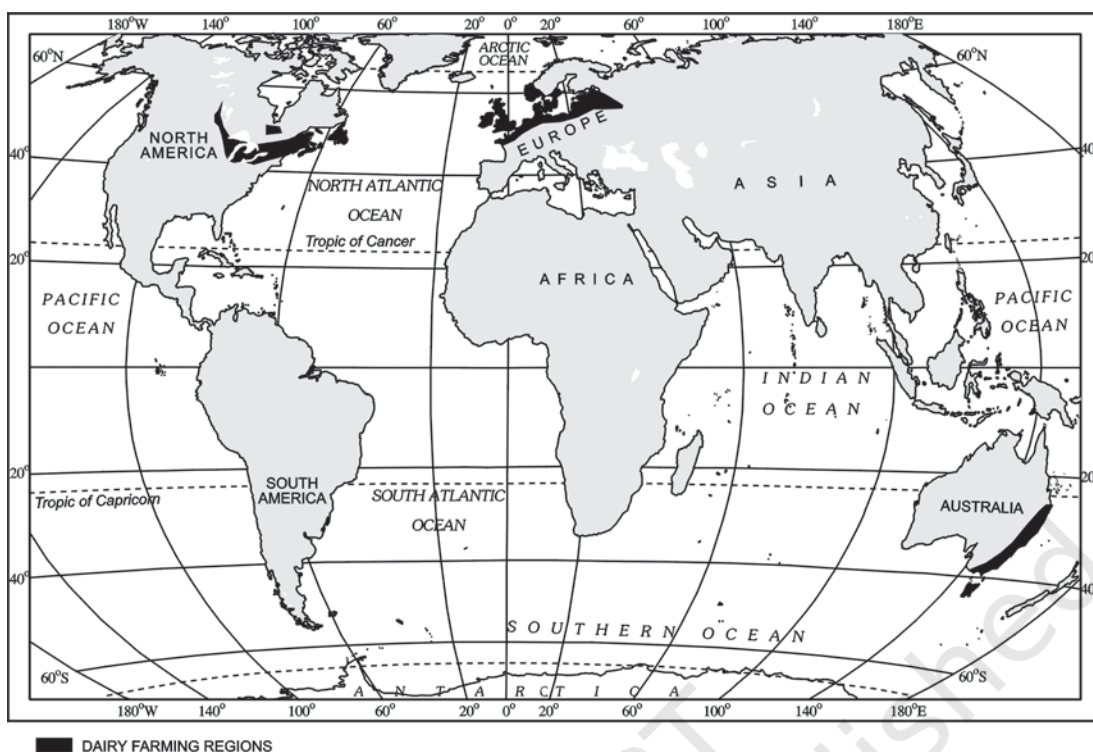 180°W 140° 100° 60° 20° 0° 20° 60° 100° 140° 180°E
60°N
ARCTIC
OCEAN
60°N
NORTH
AMERICA
EUROPE
40°
40
ASIA
NORTH ATLANTIC
OCEAN
Tropic of Cancer
20°
20
AFRICA
PACIFIC
OCEAN
PACIFIC
OCEAN
INDIAN
OCEAN
20°
20
Tropic of Capricorn
SOUTH
AMERICA
SOUTH ATLANTIC
OCEAN
AUSTRALIA
40°
40
SOUTHERN OCEAN
60°S
60°S
ANTARCTICA
180°W 140° 100° 60° 20° 0° 20° 60° 100° 140° 180°E
DAIRY FARMING REGIONS